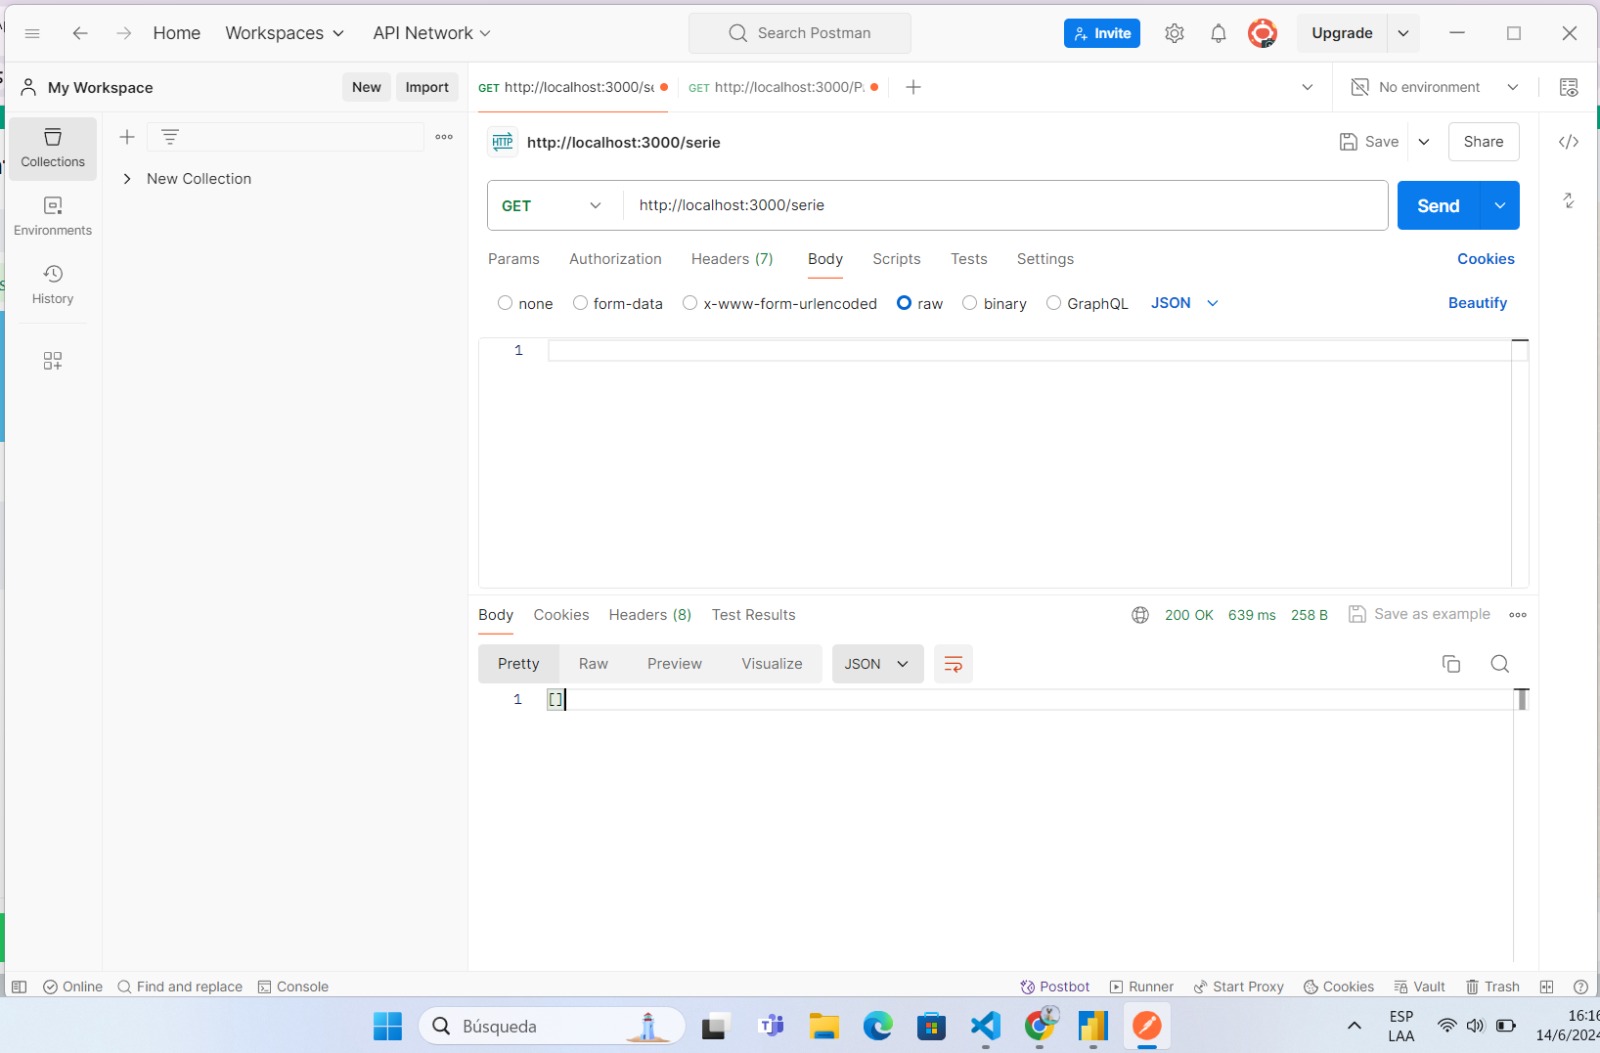 Home Workspaces API Network Search Postman Invite Upgrade
My Workspace New Import GET http://localhost:3000/se GET http://localhost:3000/P. No environment
Collections
New Collection
Environments
History
HTTP http://localhost:3000/serie Save Share
GET http://localhost:3000/serie Send
Params Authorization Headers (7) Body Scripts Tests Settings Cookies
none form-data x-www-form-urlencoded raw binary GraphQL JSON Beautify
1
Body Cookies Headers (8) Test Results 200 OK 639 ms 258 B Save as example
Pretty Raw Preview Visualize JSON
1 []
Online Find and replace Console Postbot Runner Start Proxy Cookies Vault Trash
Búsqueda
ESP
LAA
16:16
14/6/2024